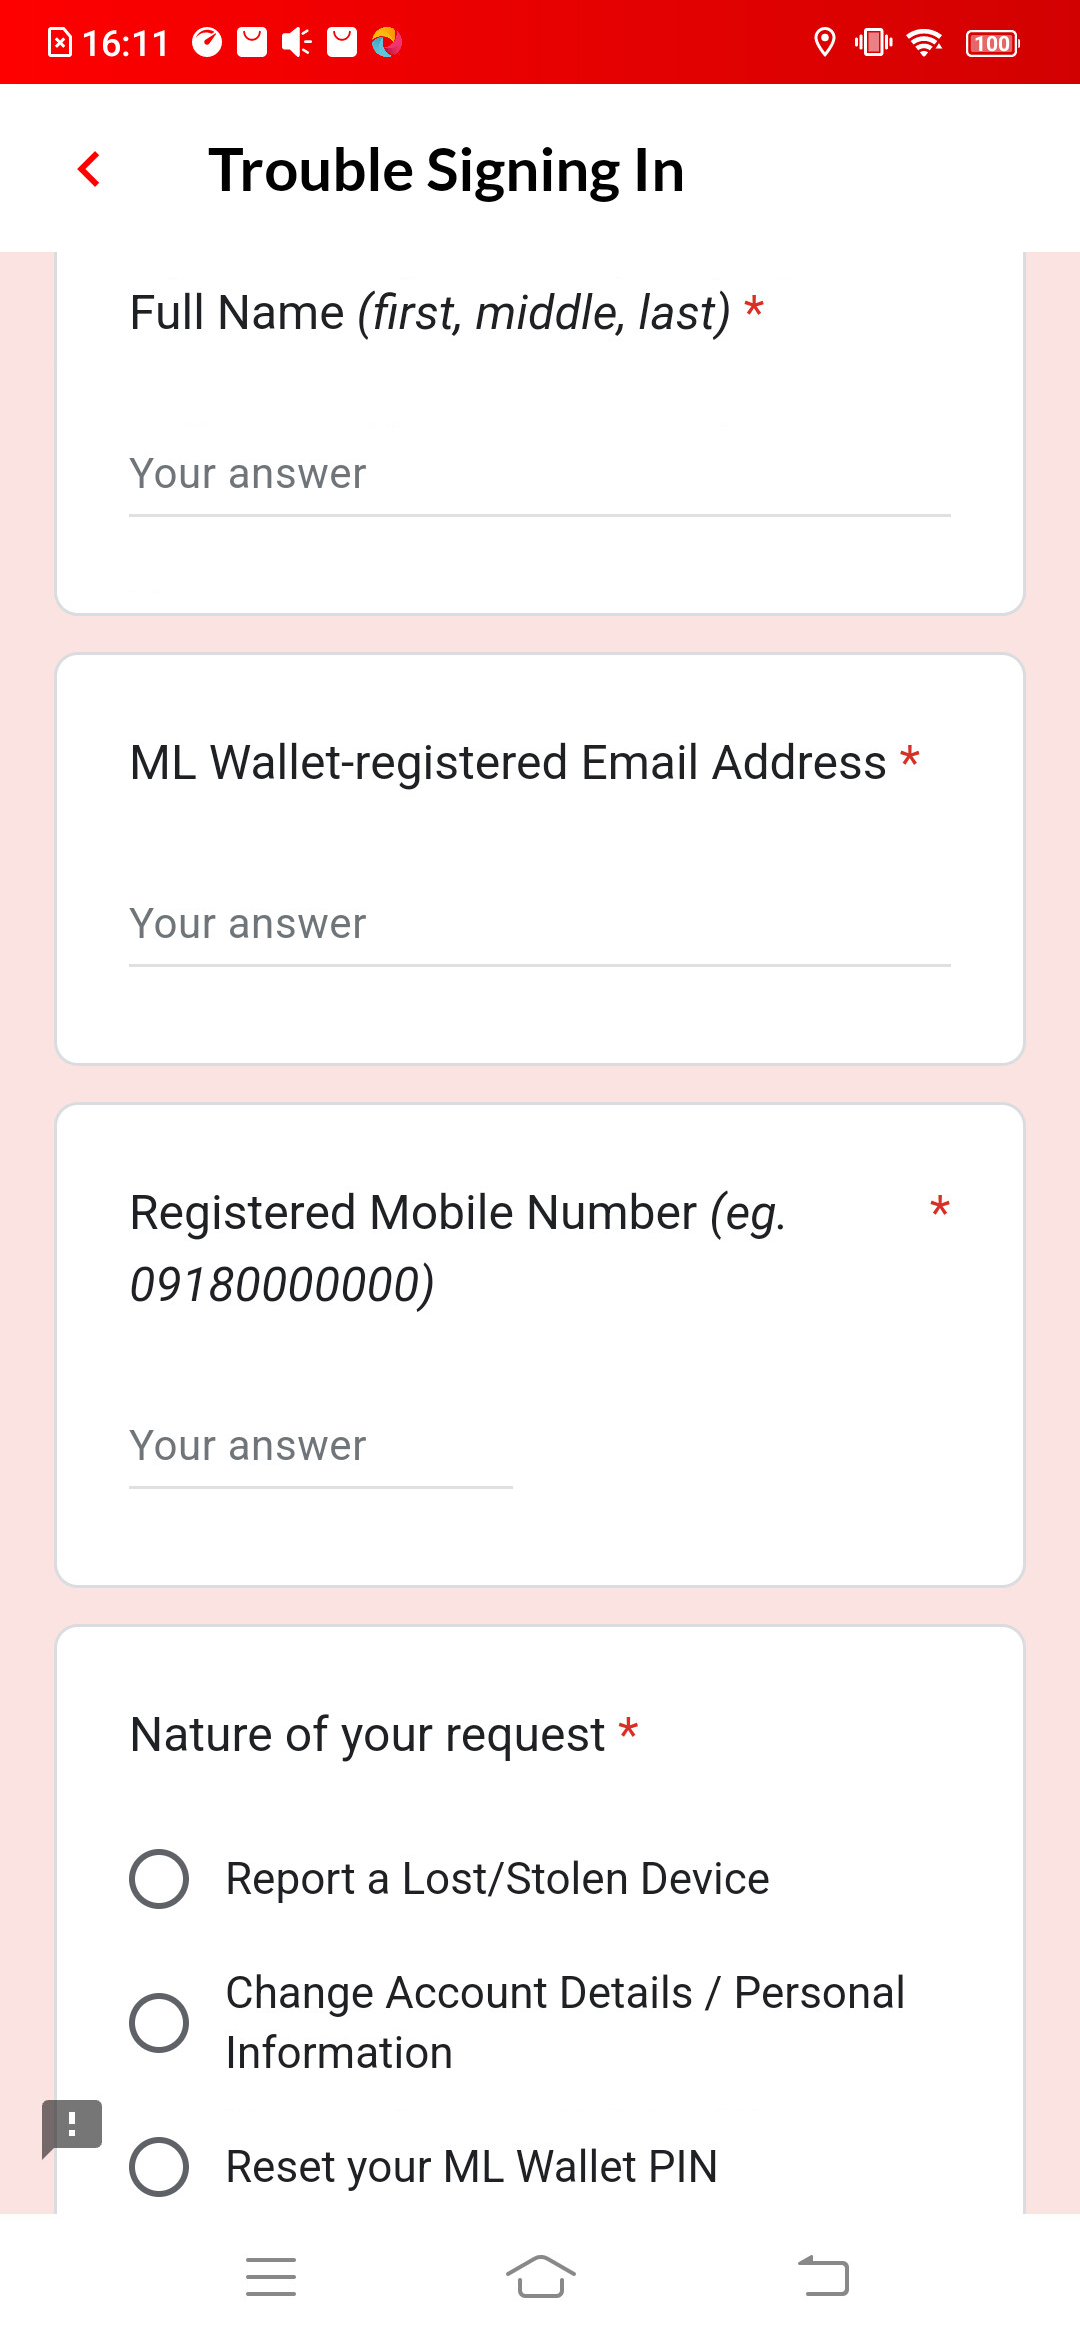 16:11
100
Trouble Signing In
Full Name (first, middle, last) *
Your answer
ML Wallet-registered Email Address *
Your answer
Registered Mobile Number (eg. *
09180000000)
Your answer
Nature of your request *
Report a Lost/Stolen Device
Change Account Details / Personal
Information
Reset your ML Wallet PIN